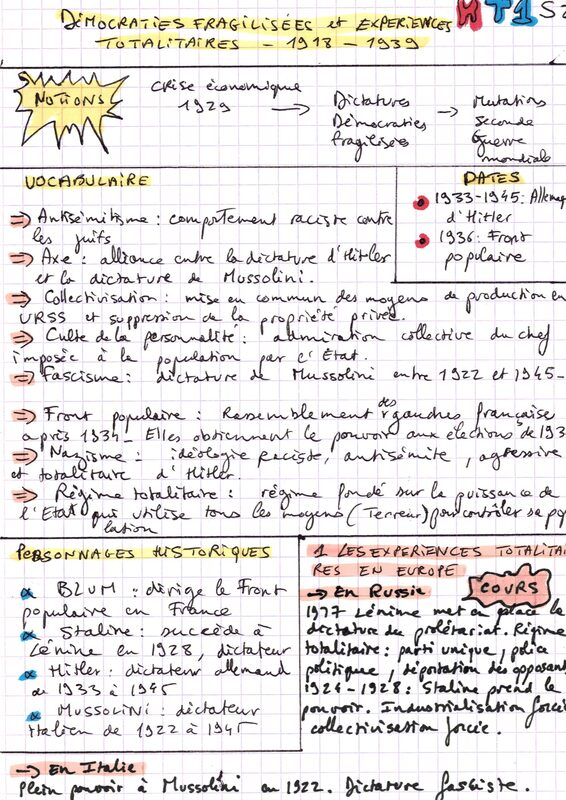 DÉMOCRATIES FRAGILISÉES et EXPERIENCES
TOTALITAIRES - 1918 - 1939
HT1
NOTIONS
Crise économique
1929
→ Dictatures
Démocraties
fragilisées
→ Mutations
seconde
Guerre
mondiale
VOCABULAIRE
⇒ Antisémitisme : comportement raciste contre
les juifs
⇒ Axe : alliance entre la dictature d'Hitler
et la dictature de Mussolini.
⇒ Collectivisation : mise en commun des moyens de production en
URSS et suppression de la propriété privée.
⇒ Culte de la personnalité : admiration collective du chef
imposée à la population par l'Etat.
⇒ Fascisme : dictature de Mussolini entre 1922 et 1945-
⇒ Front populaire : Rassemblement des gauches française
après 1934- Elles obtiennent le pouvoir aux élections de 193
⇒ Nazisme - idéologie raciste, antisémite, agressive
et totalitaire d'Hitler.
⇒ Régime totalitaire : régime fondé sur la puissance de
l'Etat qui utilise tous les moyens (Terreur) pour contrôler sa popu
lation
DATES
1933-1945: Allemag
d'Hitler
1936: Front
populaire
PERSONNAGES HISTORIQUES
BLUM : dirige le Front
populaire en France
Staline : succède à
Lénine en 1928, dictateur
Hitler : dictateur allemand
de 1933 à 1945
MUSSOLINI : dictateur
Italien de 1922 à 1945
1 LES EXPERIENCES TOTALITAI
RES EN EUROPE
COURS
→ En Russie
1917 Lénime met en place la
dictature du prolétariat. Régime
totalitaire : parti unique, police
politique, déportation des opposants
1924-1928 : Staline prend le
pouvoir. Industrialisation forcée
collectivisation forcée.
→ En Italie
Plein pouvoir à Mussolini en 1922. Dictature fasciste.